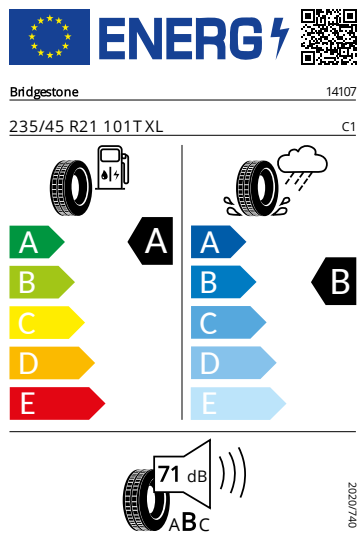 ENERG
Bridgestone 14107
235/45 R21 101T XL C1
A A
B
C
D
E
A
B B
C
D
E
71 dB
ABC
2020/740